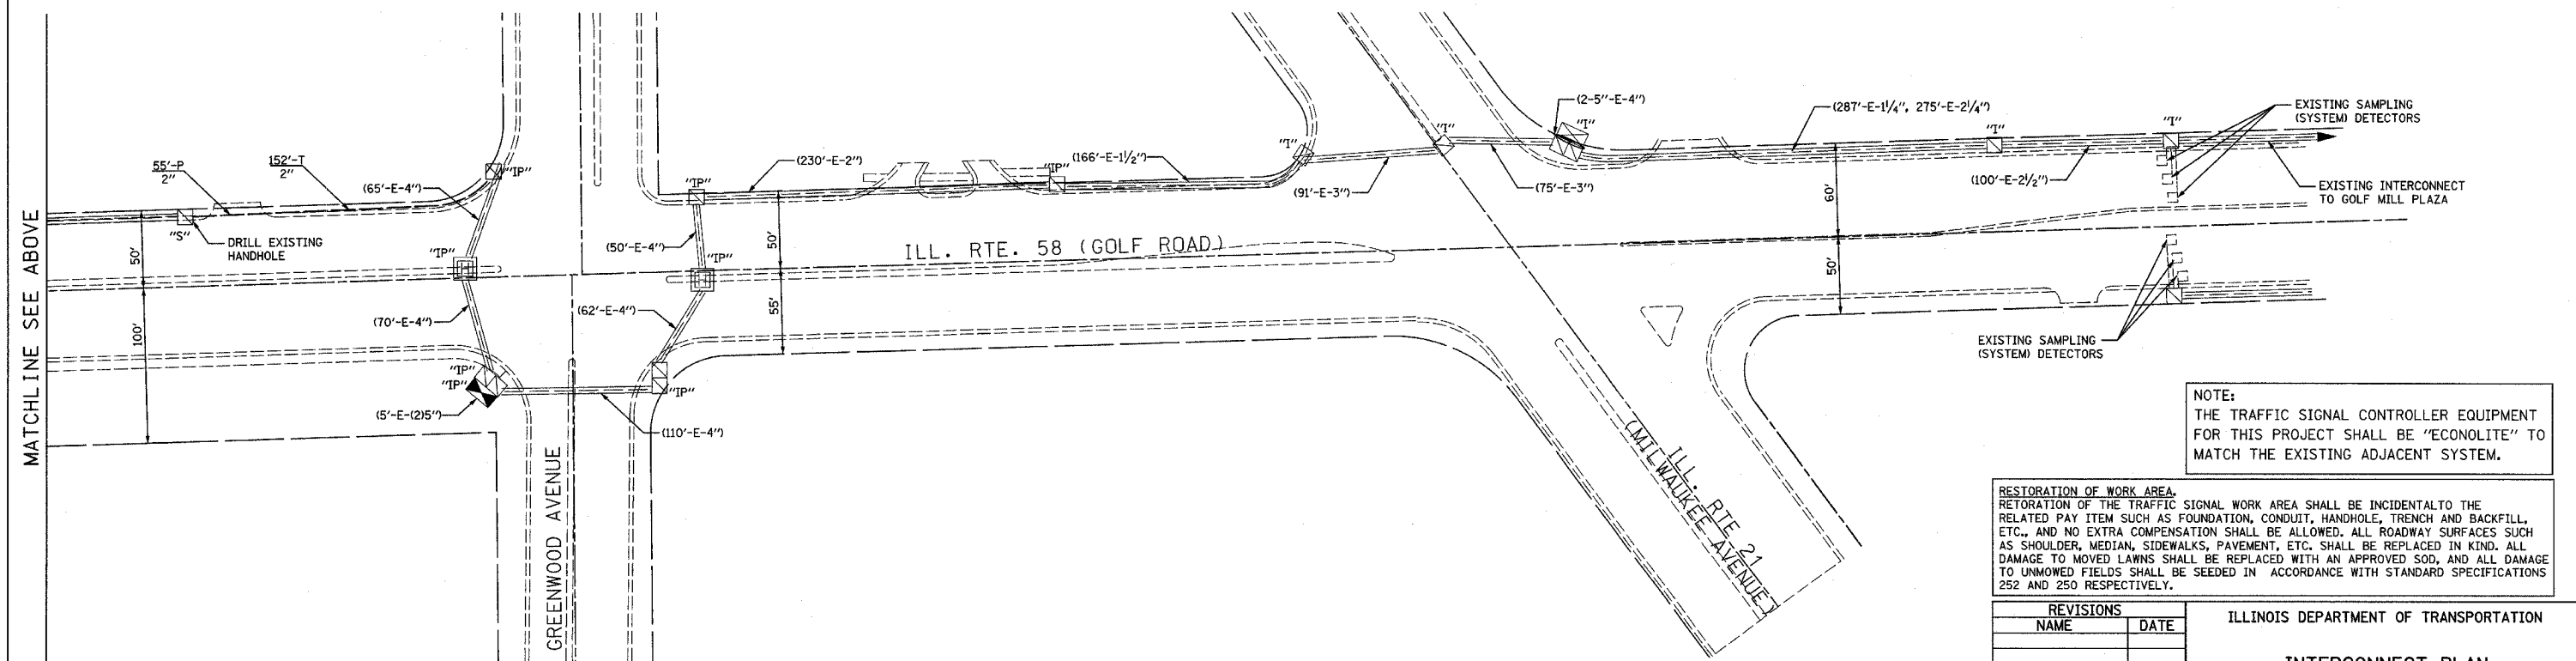 MATCHLINE SEE ABOVE
55'-P
2"
152'-T
2"
(65'-E-4")
"IP"
"S"
DRILL EXISTING
HANDHOLE
50'
100'
"IP"
(70'-E-4")
"IP"
"IP"
(5'-E-(2)5")
GREENWOOD AVENUE
(110'-E-4")
"IP"
(62'-E-4")
"IP"
(50'-E-4")
"IP"
(230'-E-2")
50'
55'
"IP"
(166'-E-1½")
ILL. RTE. 58 (GOLF ROAD)
"I"
(91'-E-3")
"I"
(75'-E-3")
(2-5"-E-4")
"I"
(287'-E-1¼", 275'-E-2¼")
60'
50'
"I"
(100'-E-2½")
"I"
EXISTING SAMPLING
(SYSTEM) DETECTORS
EXISTING INTERCONNECT
TO GOLF MILL PLAZA
EXISTING SAMPLING
(SYSTEM) DETECTORS
ILL. RTE 21
(MILWAUKEE AVENUE)
NOTE:
THE TRAFFIC SIGNAL CONTROLLER EQUIPMENT
FOR THIS PROJECT SHALL BE "ECONOLITE" TO
MATCH THE EXISTING ADJACENT SYSTEM.
RESTORATION OF WORK AREA.
RETORATION OF THE TRAFFIC SIGNAL WORK AREA SHALL BE INCIDENTALTO THE
RELATED PAY ITEM SUCH AS FOUNDATION, CONDUIT, HANDHOLE, TRENCH AND BACKFILL,
ETC., AND NO EXTRA COMPENSATION SHALL BE ALLOWED. ALL ROADWAY SURFACES SUCH
AS SHOULDER, MEDIAN, SIDEWALKS, PAVEMENT, ETC. SHALL BE REPLACED IN KIND. ALL
DAMAGE TO MOVED LAWNS SHALL BE REPLACED WITH AN APPROVED SOD, AND ALL DAMAGE
TO UNMOWED FIELDS SHALL BE SEEDED IN ACCORDANCE WITH STANDARD SPECIFICATIONS
252 AND 250 RESPECTIVELY.
REVISIONS
NAME DATE
ILLINOIS DEPARTMENT OF TRANSPORTATION
INTERCONNECT PLAN